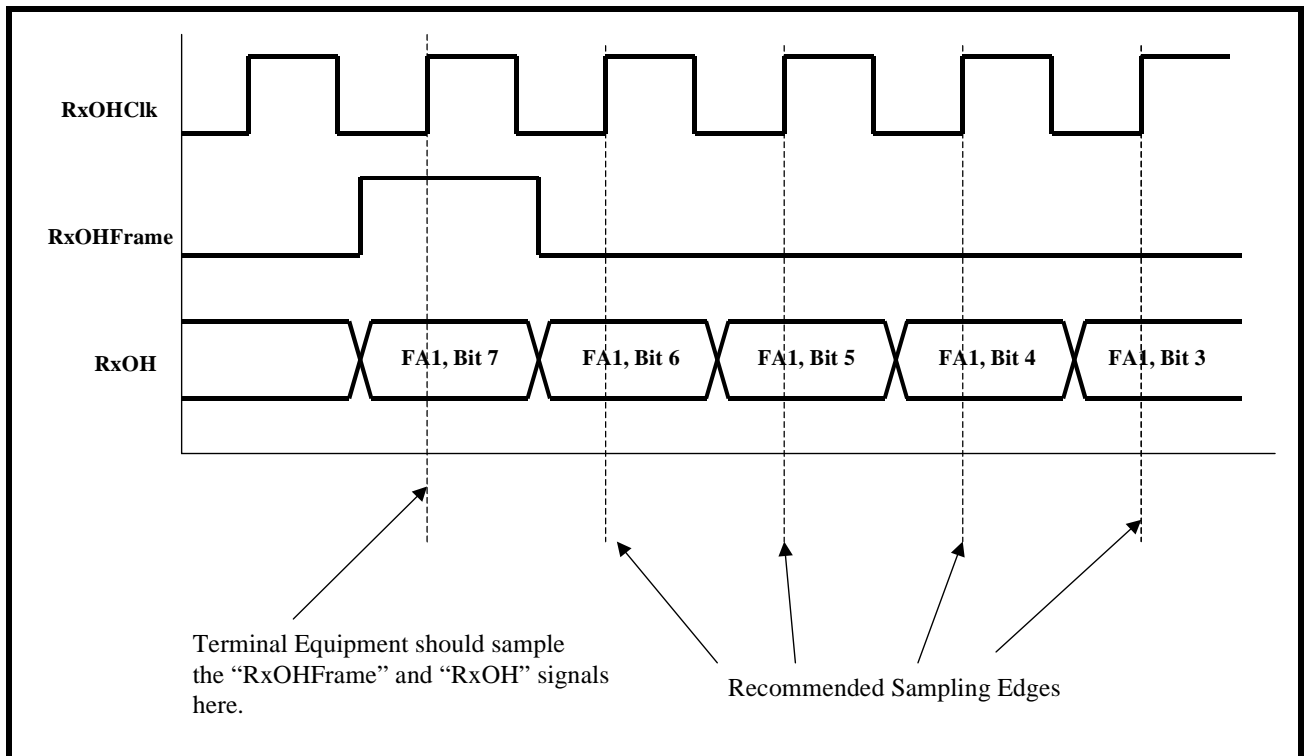 RxOHClk
RxOHFrame
RxOH
FA1, Bit 7
FA1, Bit 6
FA1, Bit 5
FA1, Bit 4
FA1, Bit 3
Terminal Equipment should sample
the “RxOHFrame” and “RxOH” signals
here.
Recommended Sampling Edges